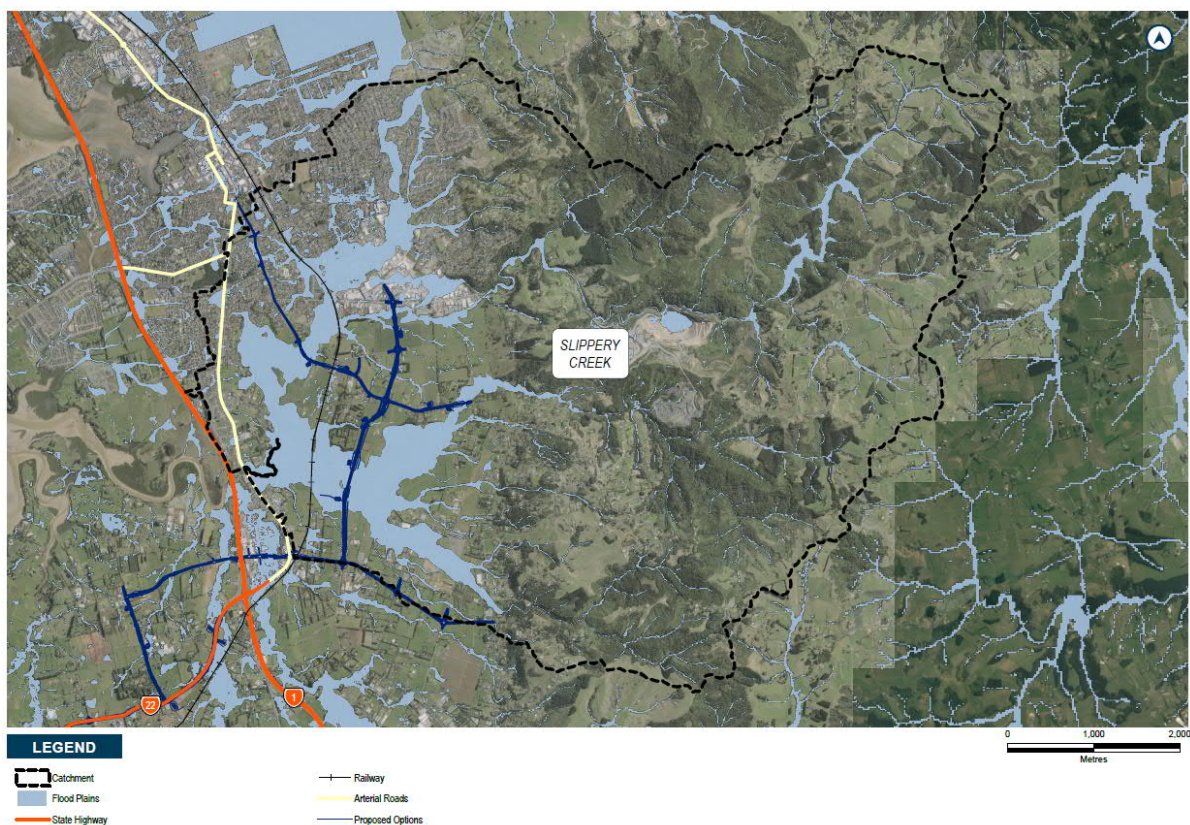 SLIPPERY
CREEK
22
1
LEGEND
Catchment
Flood Plains
State Highway
Railway
Arterial Roads
Proposed Options
0 1,000 2,000
Metres